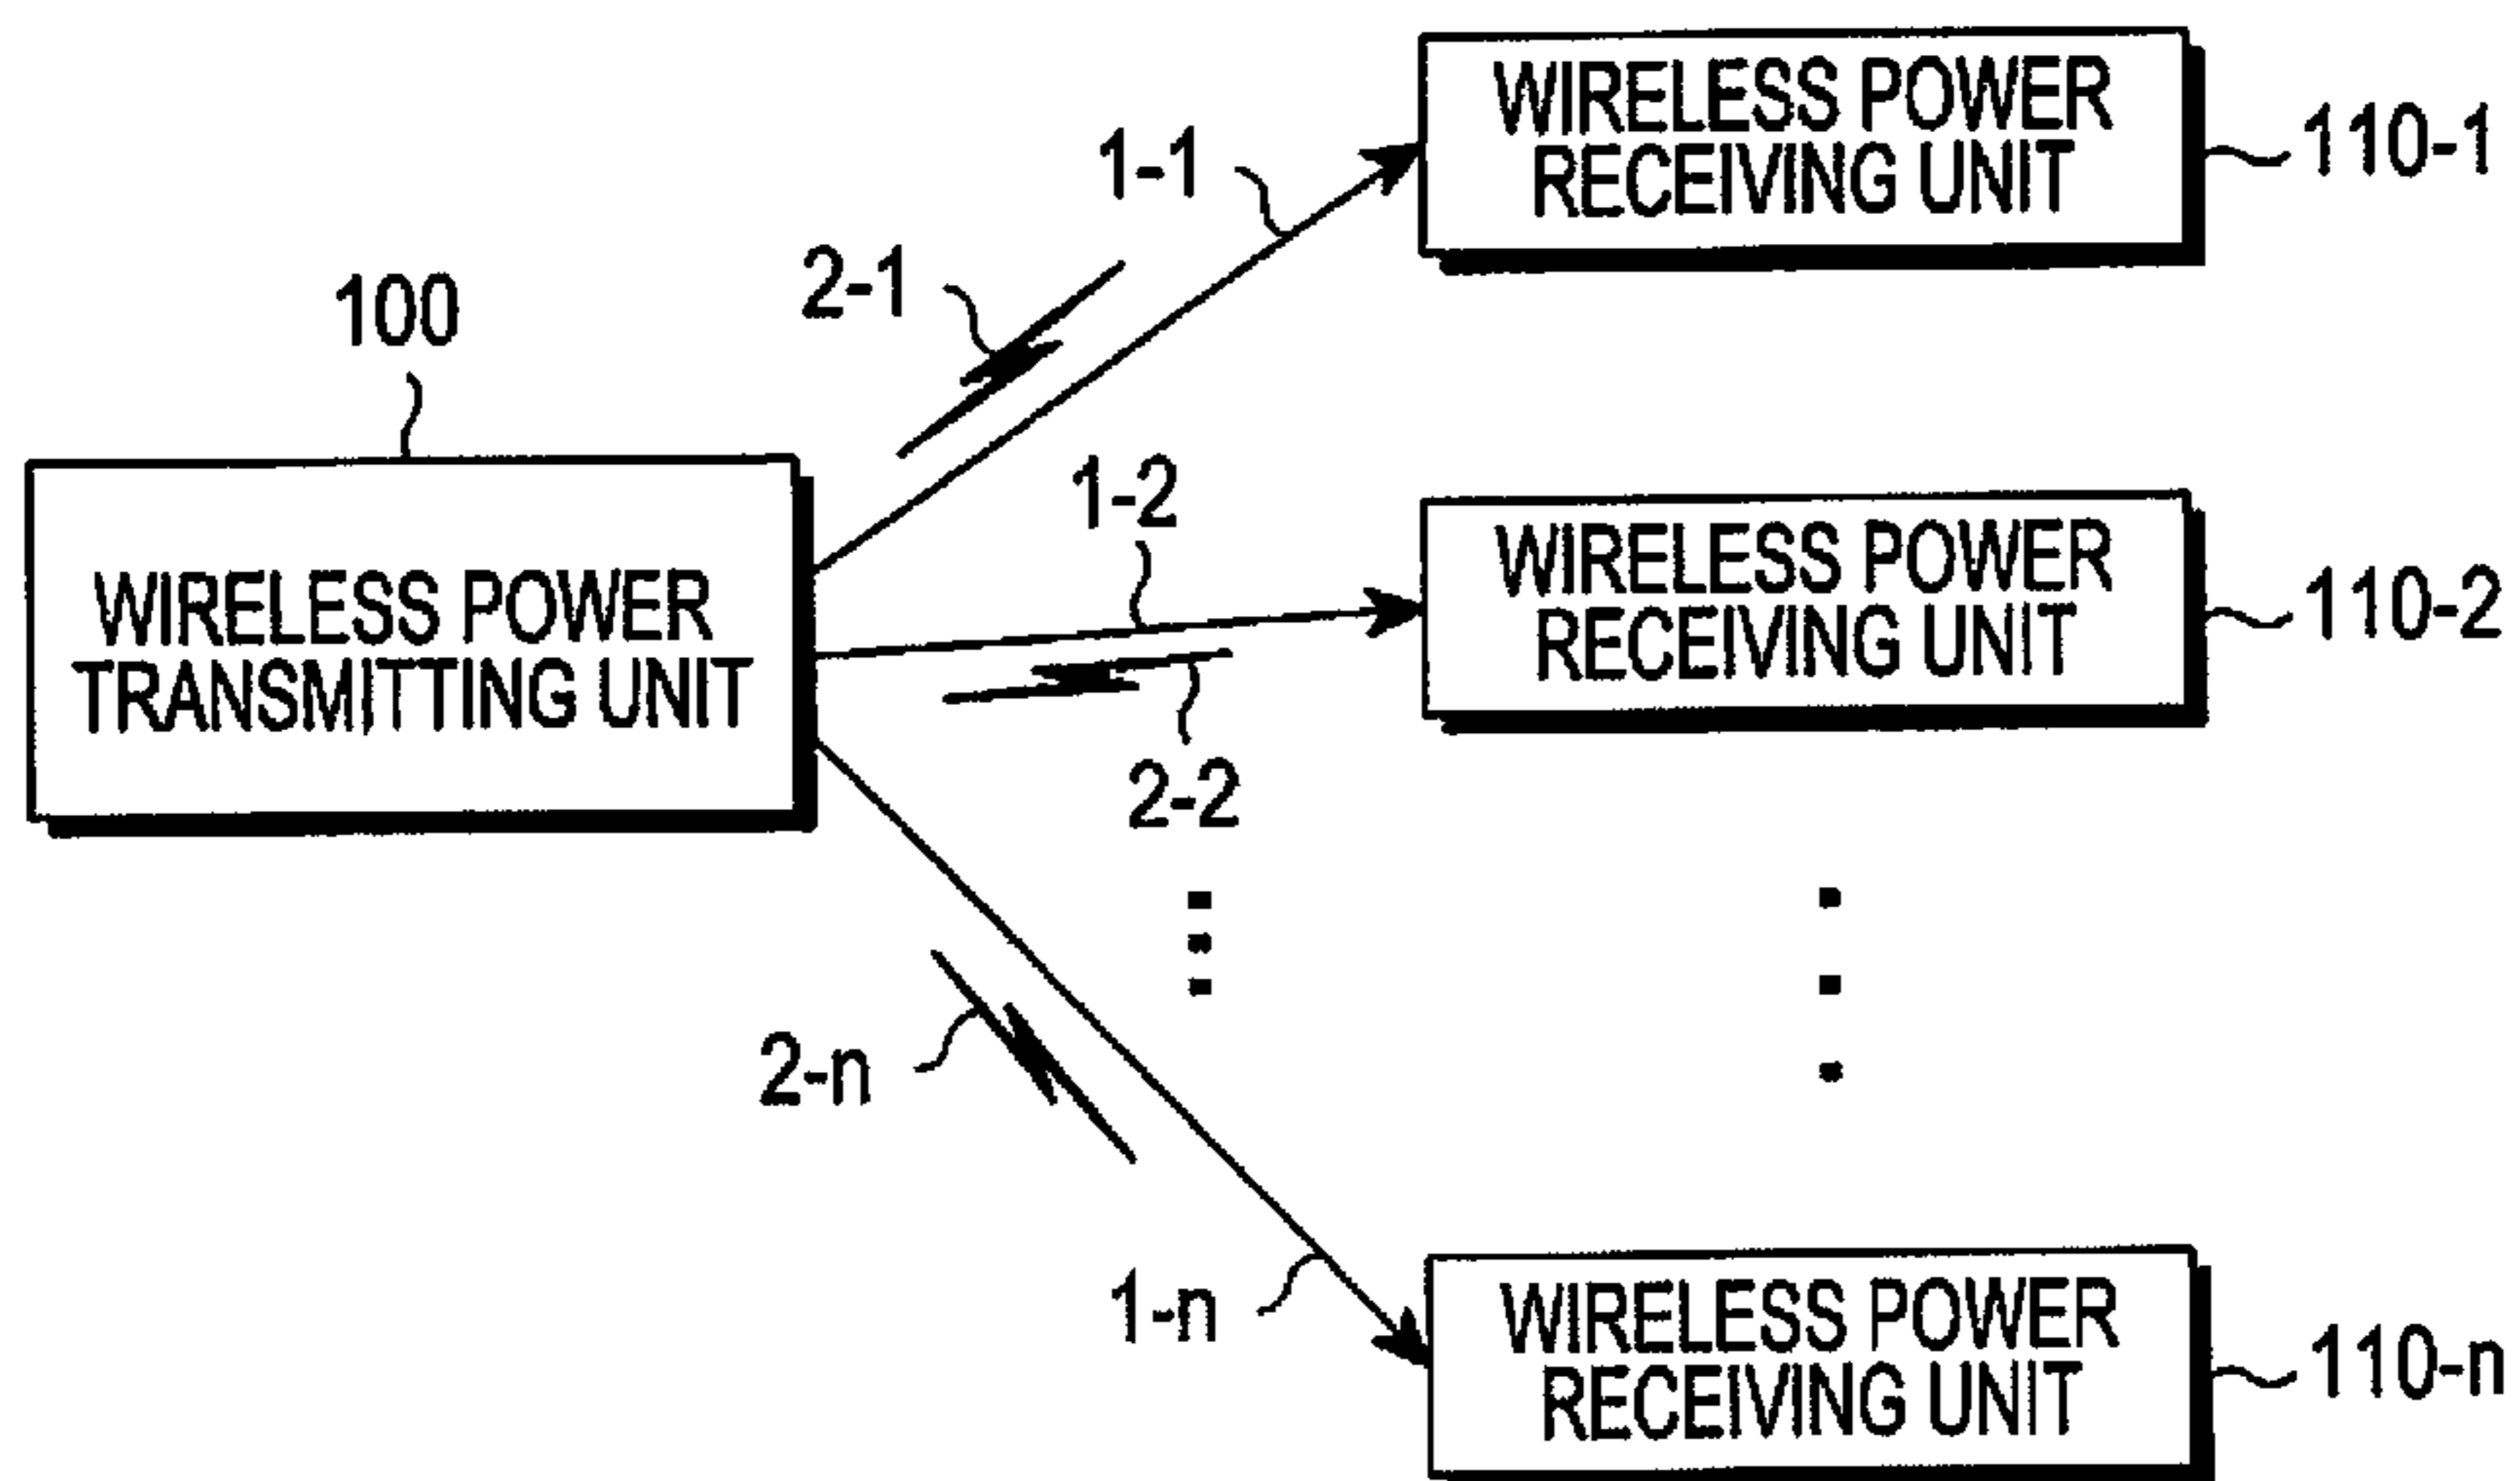 WIRELESS POWER
RECEIVING UNIT
110-1
1-1
2-1
100
1-2
WIRELESS POWER
RECEIVING UNIT
110-2
WIRELESS POWER
TRANSMITTING UNIT
2-2
2-n
1-n
WIRELESS POWER
RECEIVING UNIT
110-n